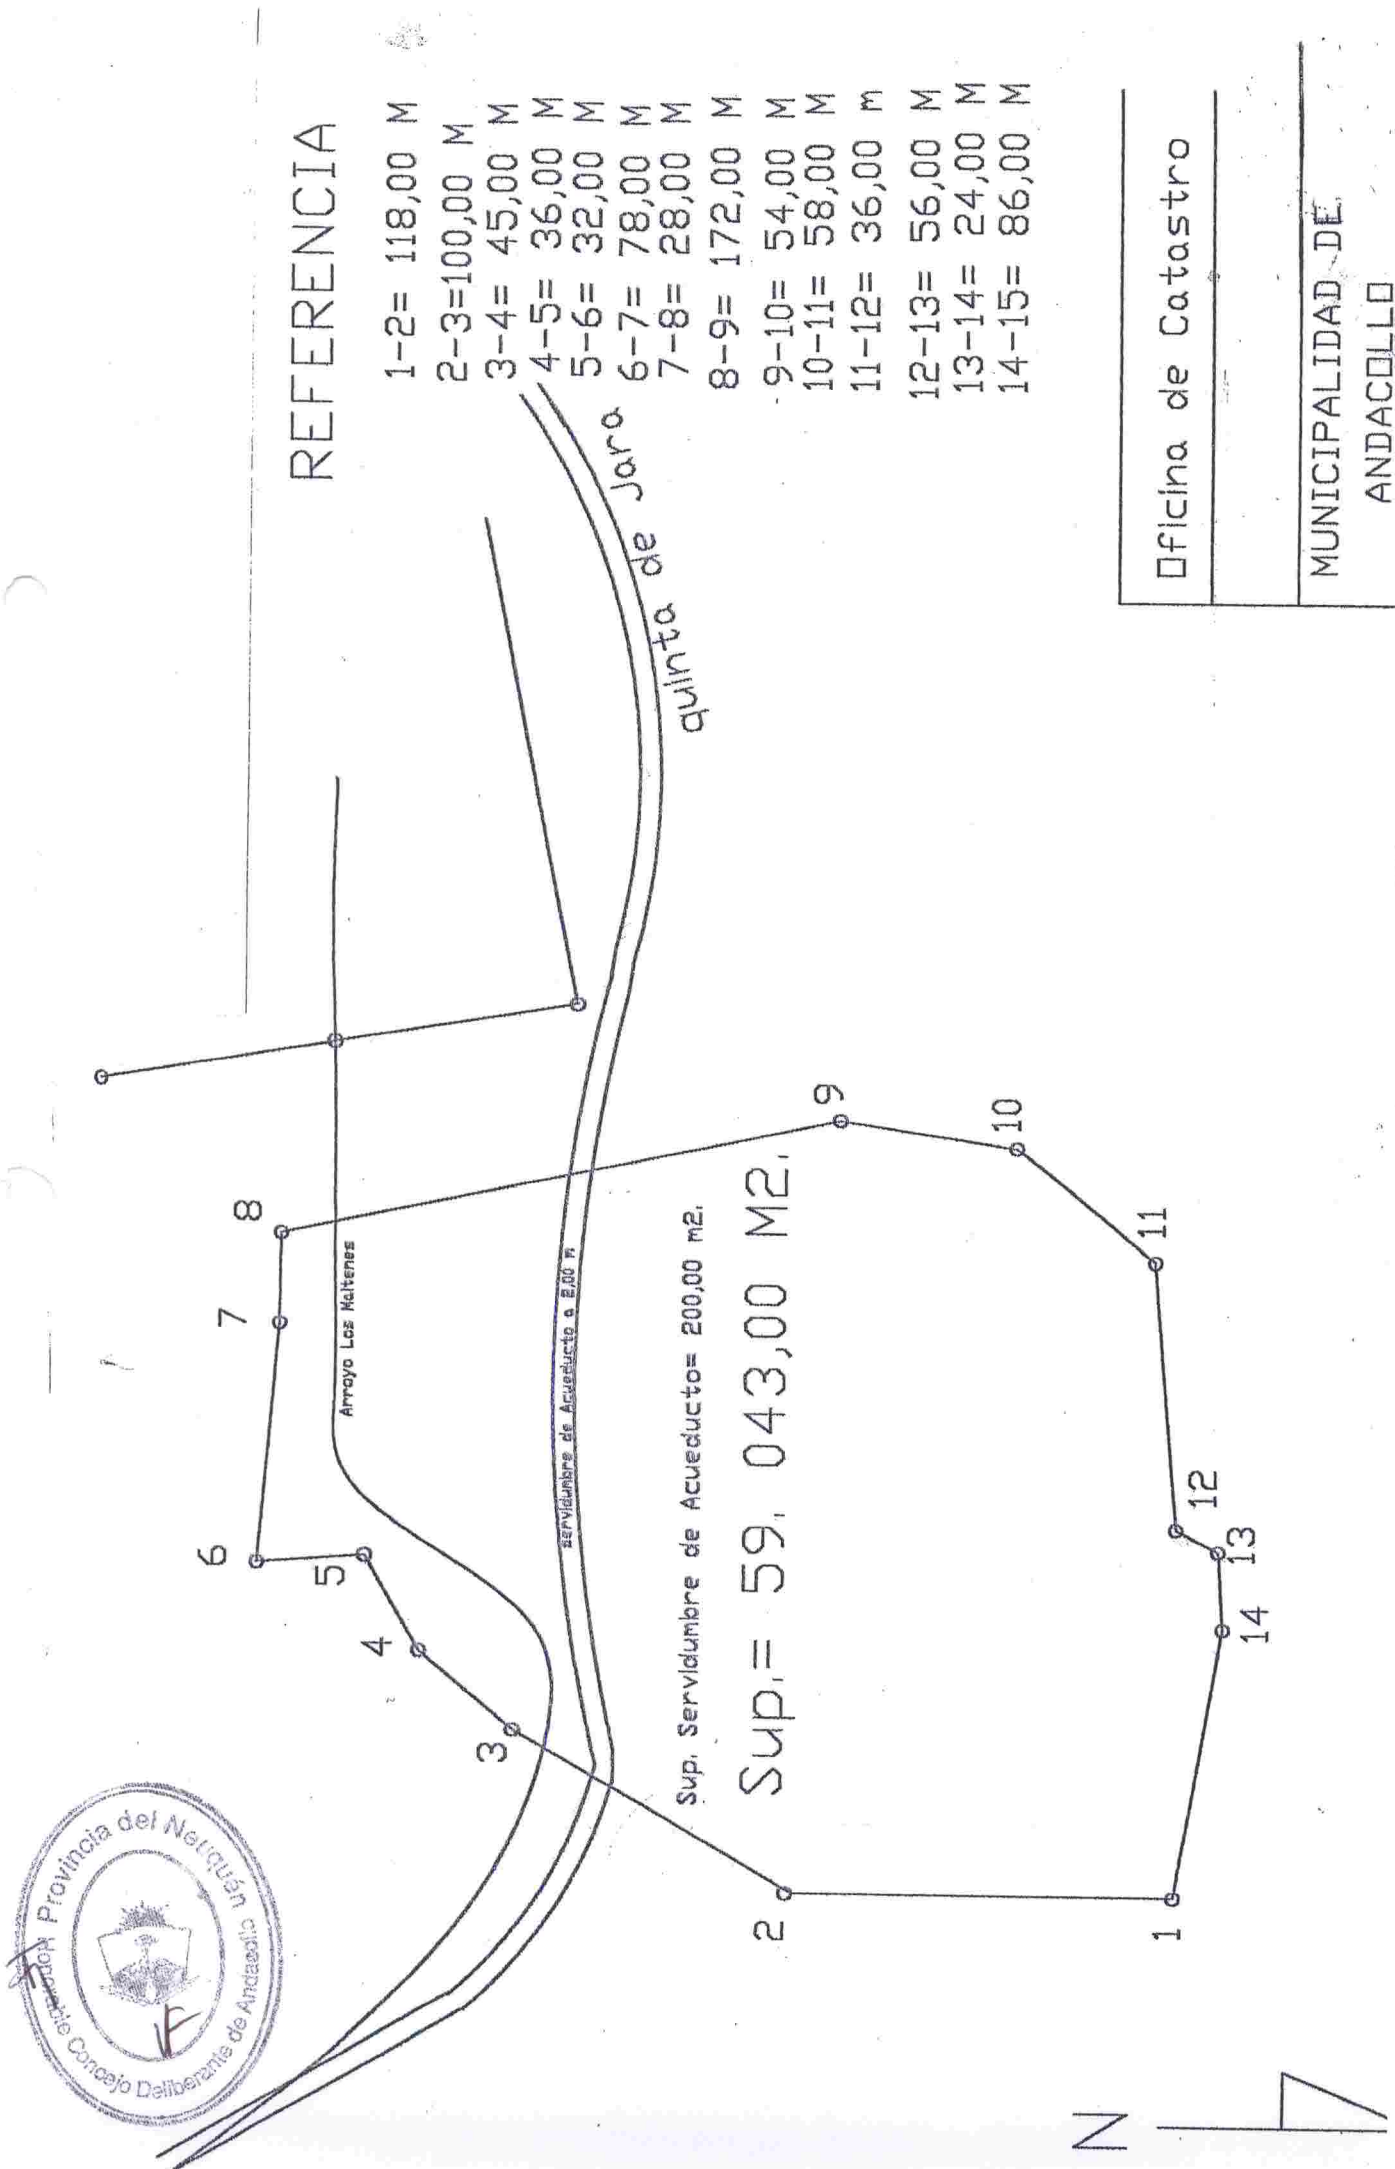 REFERENCIA
1-2= 118,00 M
2-3=100,00 M
3-4= 45,00 M
4-5= 36,00 M
5-6= 32,00 M
6-7= 78,00 M
7-8= 28,00 M
8-9= 172,00 M
9-10= 54,00 M
10-11= 58,00 M
11-12= 36,00 m
12-13= 56,00 M
13-14= 24,00 M
14-15= 86,00 M
Provincia del Neuquén
Honorable Concejo Deliberante de Andacollo
6
7
8
5
4
3
Arroyo Los Maitenes
servidumbre de Acueducto a 2,00 m
quinta de Jara
Sup. Servidumbre de Acueducto= 200,00 m2.
Sup.= 59. 043,00 M2.
2
9
10
11
12
13
14
1
N
Oficina de Catastro
MUNICIPALIDAD DE
ANDACOLLO